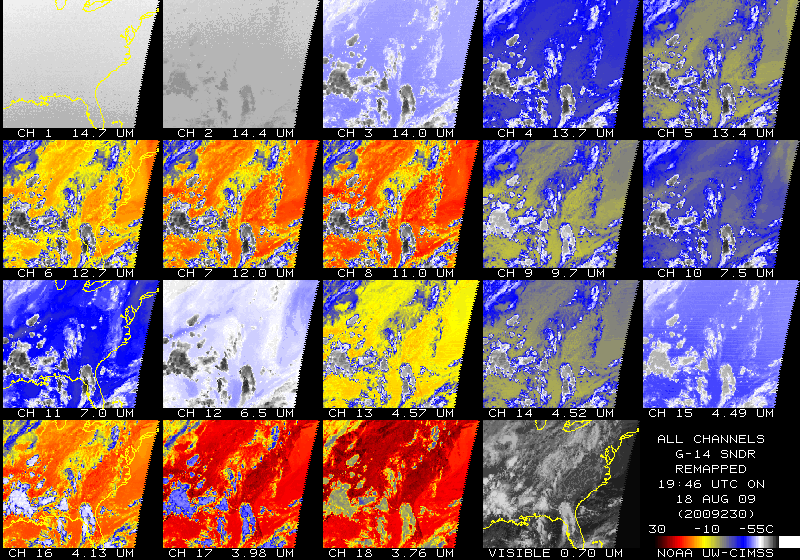 CH 1 14.7 UM
CH 2 14.4 UM
CH 3 14.0 UM
CH 4 13.7 UM
CH 5 13.4 UM
CH 6 12.7 UM
CH 7 12.0 UM
CH 8 11.0 UM
CH 9 9.7 UM
CH 10 7.5 UM
CH 11 7.0 UM
CH 12 6.5 UM
CH 13 4.57 UM
CH 14 4.52 UM
CH 15 4.49 UM
CH 16 4.13 UM
CH 17 3.98 UM
CH 18 3.76 UM
VISIBLE 0.70 UM
ALL CHANNELS
G-14 SNDR
REMAPPED
19:46 UTC ON
18 AUG 09
(2009230)
30 -10 -55C
NOAA UW-CIMSS